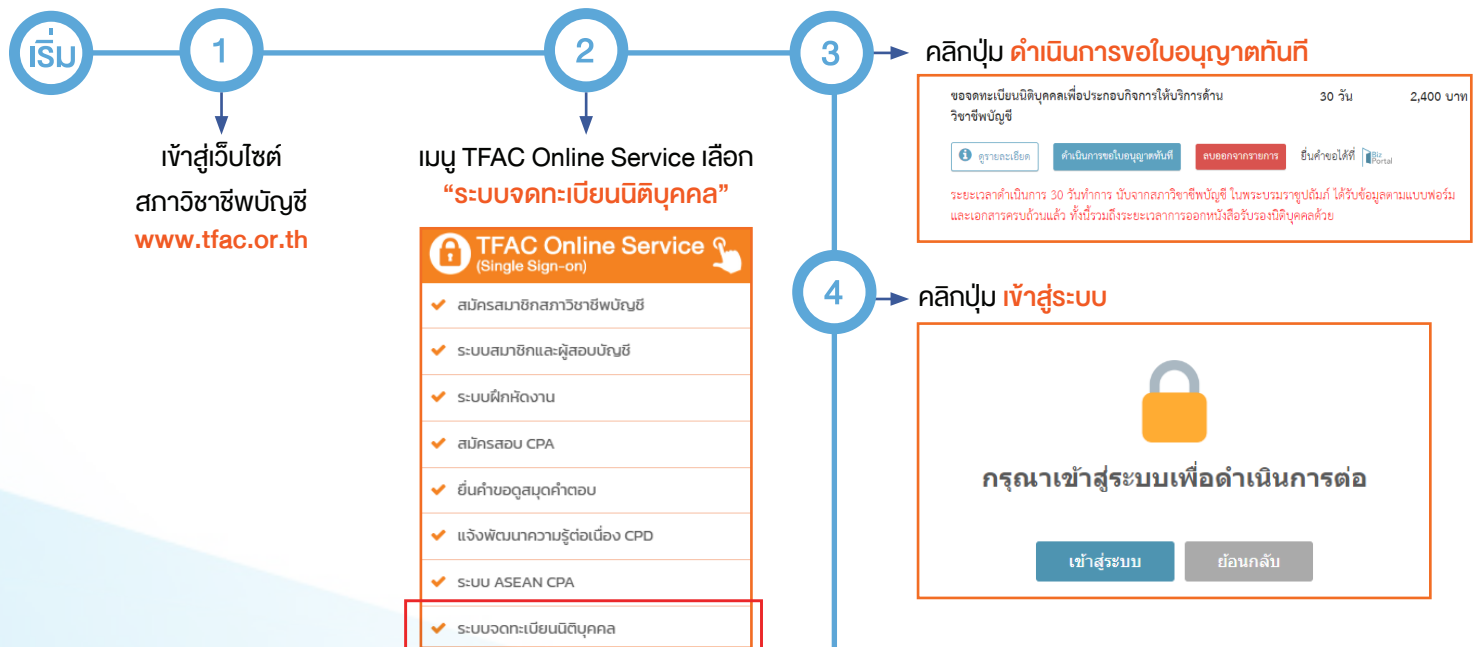 เริ่ม
1
เข้าสู่เว็บไซต์
สภาวิชาชีพบัญชี
www.tfac.or.th
2
เมนู TFAC Online Service เลือก
“ระบบจดทะเบียนนิติบุคคล”
TFAC Online Service
(Single Sign-on)
สมัครสมาชิกสภาวิชาชีพบัญชี
ระบบสมาชิกและผู้สอบบัญชี
ระบบฝึกหัดงาน
สมัครสอบ CPA
ยื่นคำขอดูสมุดคำตอบ
แจ้งพัฒนาความรู้ต่อเนื่อง CPD
ระบบ ASEAN CPA
ระบบจดทะเบียนนิติบุคคล
3
คลิกปุ่ม ดำเนินการขอใบอนุญาตทันที
ขอจดทะเบียนนิติบุคคลเพื่อประกอบกิจการให้บริการด้าน 30 วัน 2,400 บาท
วิชาชีพบัญชี
ดูรายละเอียด ดำเนินการขอใบอนุญาตทันที ลบออกจากรายการ ยื่นคำขอได้ที่ Biz Portal
ระยะเวลาดำเนินการ 30 วันทำการ นับจากสภาวิชาชีพบัญชี ในพระบรมราชูปถัมภ์ ได้รับข้อมูลตามแบบฟอร์ม
และเอกสารครบถ้วนแล้ว ทั้งนี้รวมถึงระยะเวลาการออกหนังสือรับรองนิติบุคคลด้วย
4
คลิกปุ่ม เข้าสู่ระบบ
กรุณาเข้าสู่ระบบเพื่อดำเนินการต่อ
เข้าสู่ระบบ ย้อนกลับ